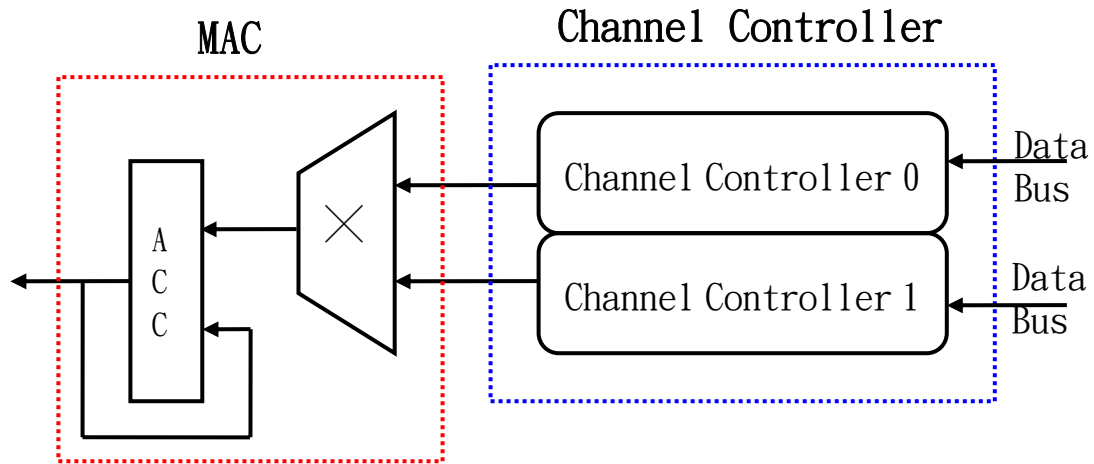 MAC
Channel Controller
Channel Controller 0
Data
Bus
A
C
C
×
Channel Controller 1
Data
Bus